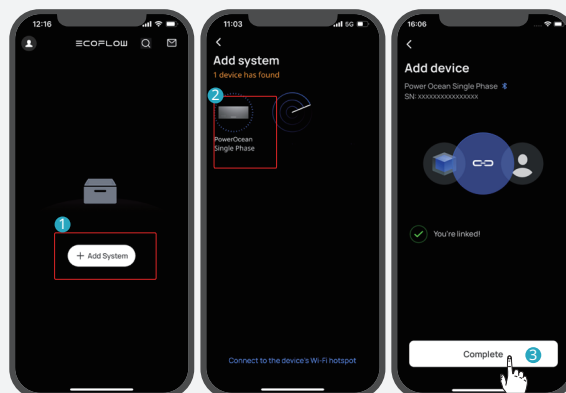 12:16
ECOFLOW
1
+ Add System
11:03
5G
Add system
1 device has found
2
PowerOcean
Single Phase
Connect to the device's Wi-Fi hotspot
16:06
Add device
Power Ocean Single Phase
SN: xxxxxxxxxxxxxxxx
You're linked!
Complete
3